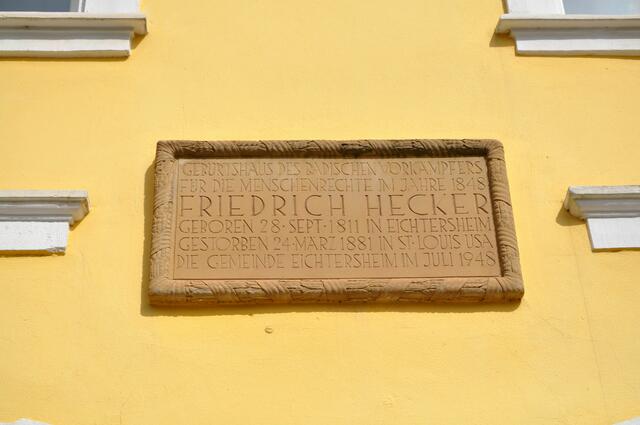 GEBURTSHAUS DES BADISCHEN VORKÄMPFERS
FÜR DIE MENSCHENRECHTE IM JAHRE 1848
FRIEDRICH HECKER
GEBOREN 28·SEPT·1811 IN EICHTERSHEIM
GESTORBEN 24·MÄRZ 1881 IN ST·LOUIS USA
DIE GEMEINDE EICHTERSHEIM IM JULI 1948